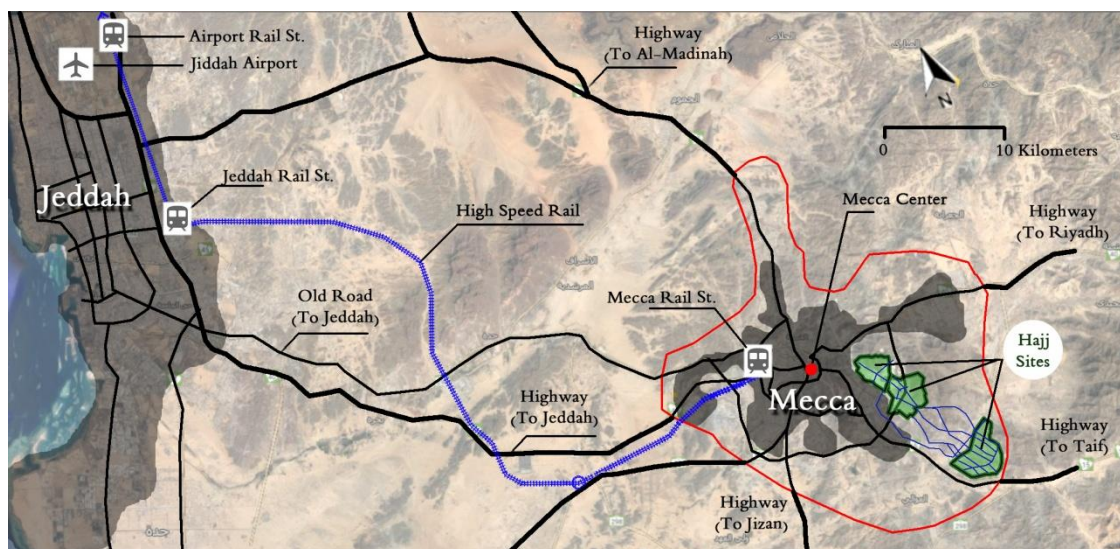 Airport Rail St.
Jiddah Airport
Highway
(To Al-Madinah)
N
0
10 Kilometers
Jeddah
Jeddah Rail St.
High Speed Rail
Mecca Center
Highway
(To Riyadh)
Old Road
(To Jeddah)
Mecca Rail St.
Hajj
Sites
Highway
(To Jeddah)
Mecca
Highway
(To Taif)
Highway
(To Jizan)